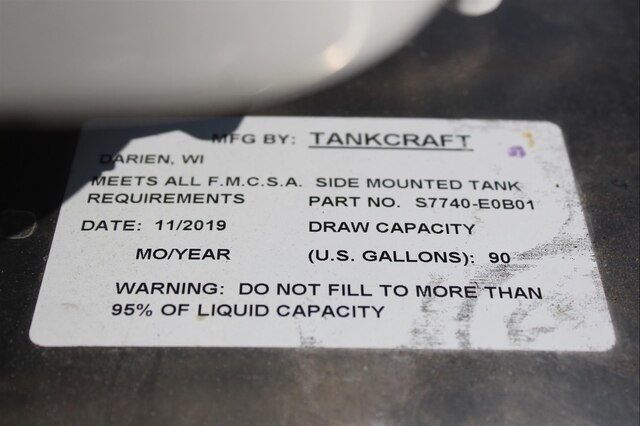 MFG BY: TANKCRAFT
DARIEN, WI
MEETS ALL F.M.C.S.A. SIDE MOUNTED TANK
REQUIREMENTS PART NO. S7740-E0B01
DATE: 11/2019 DRAW CAPACITY
MO/YEAR (U.S. GALLONS): 90
WARNING: DO NOT FILL TO MORE THAN
95% OF LIQUID CAPACITY